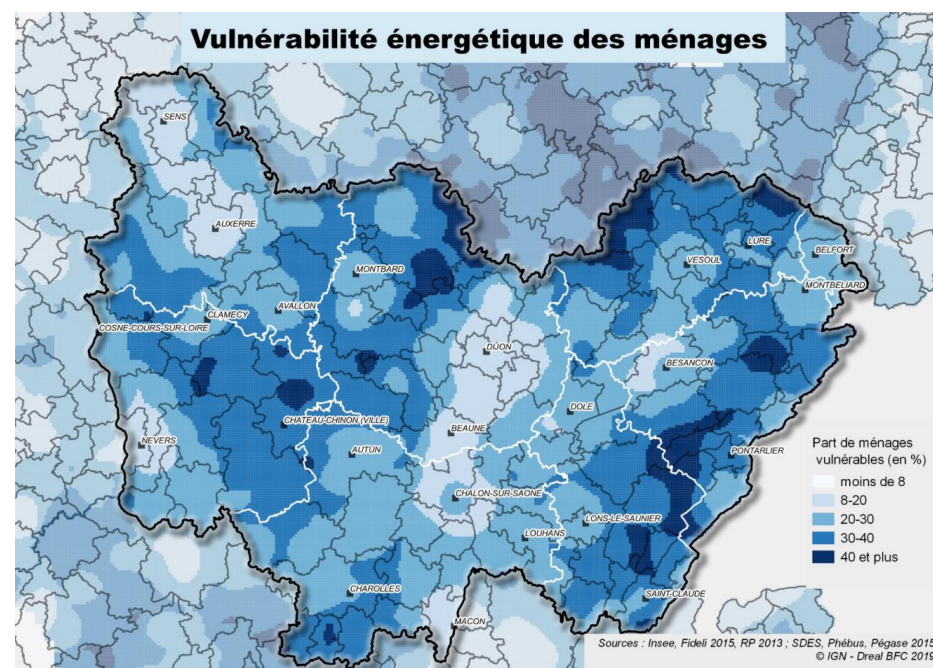 Vulnérabilité énergétique des ménages
SENS
AUXERRE
MONTBARD
LURE
VESOUL
BELFORT
MONTBELIARD
AVALLON
CLAMECY
COSNE-COURS-SUR-LOIRE
DIJON
BESANCON
DOLE
CHATEAU-CHINON (VILLE)
BEAUNE
NEVERS
AUTUN
PONTARLIER
CHALON-SUR-SAONE
LONS-LE-SAUNIER
LOUHANS
CHAROLLES
SAINT-CLAUDE
MACON
Part de ménages
vulnérables (en %)
moins de 8
8-20
20-30
30-40
40 et plus
Sources : Insee, Fideli 2015, RP 2013 ; SDES, Phébus, Pégase 2015
© IGN - Dreal BFC 2019